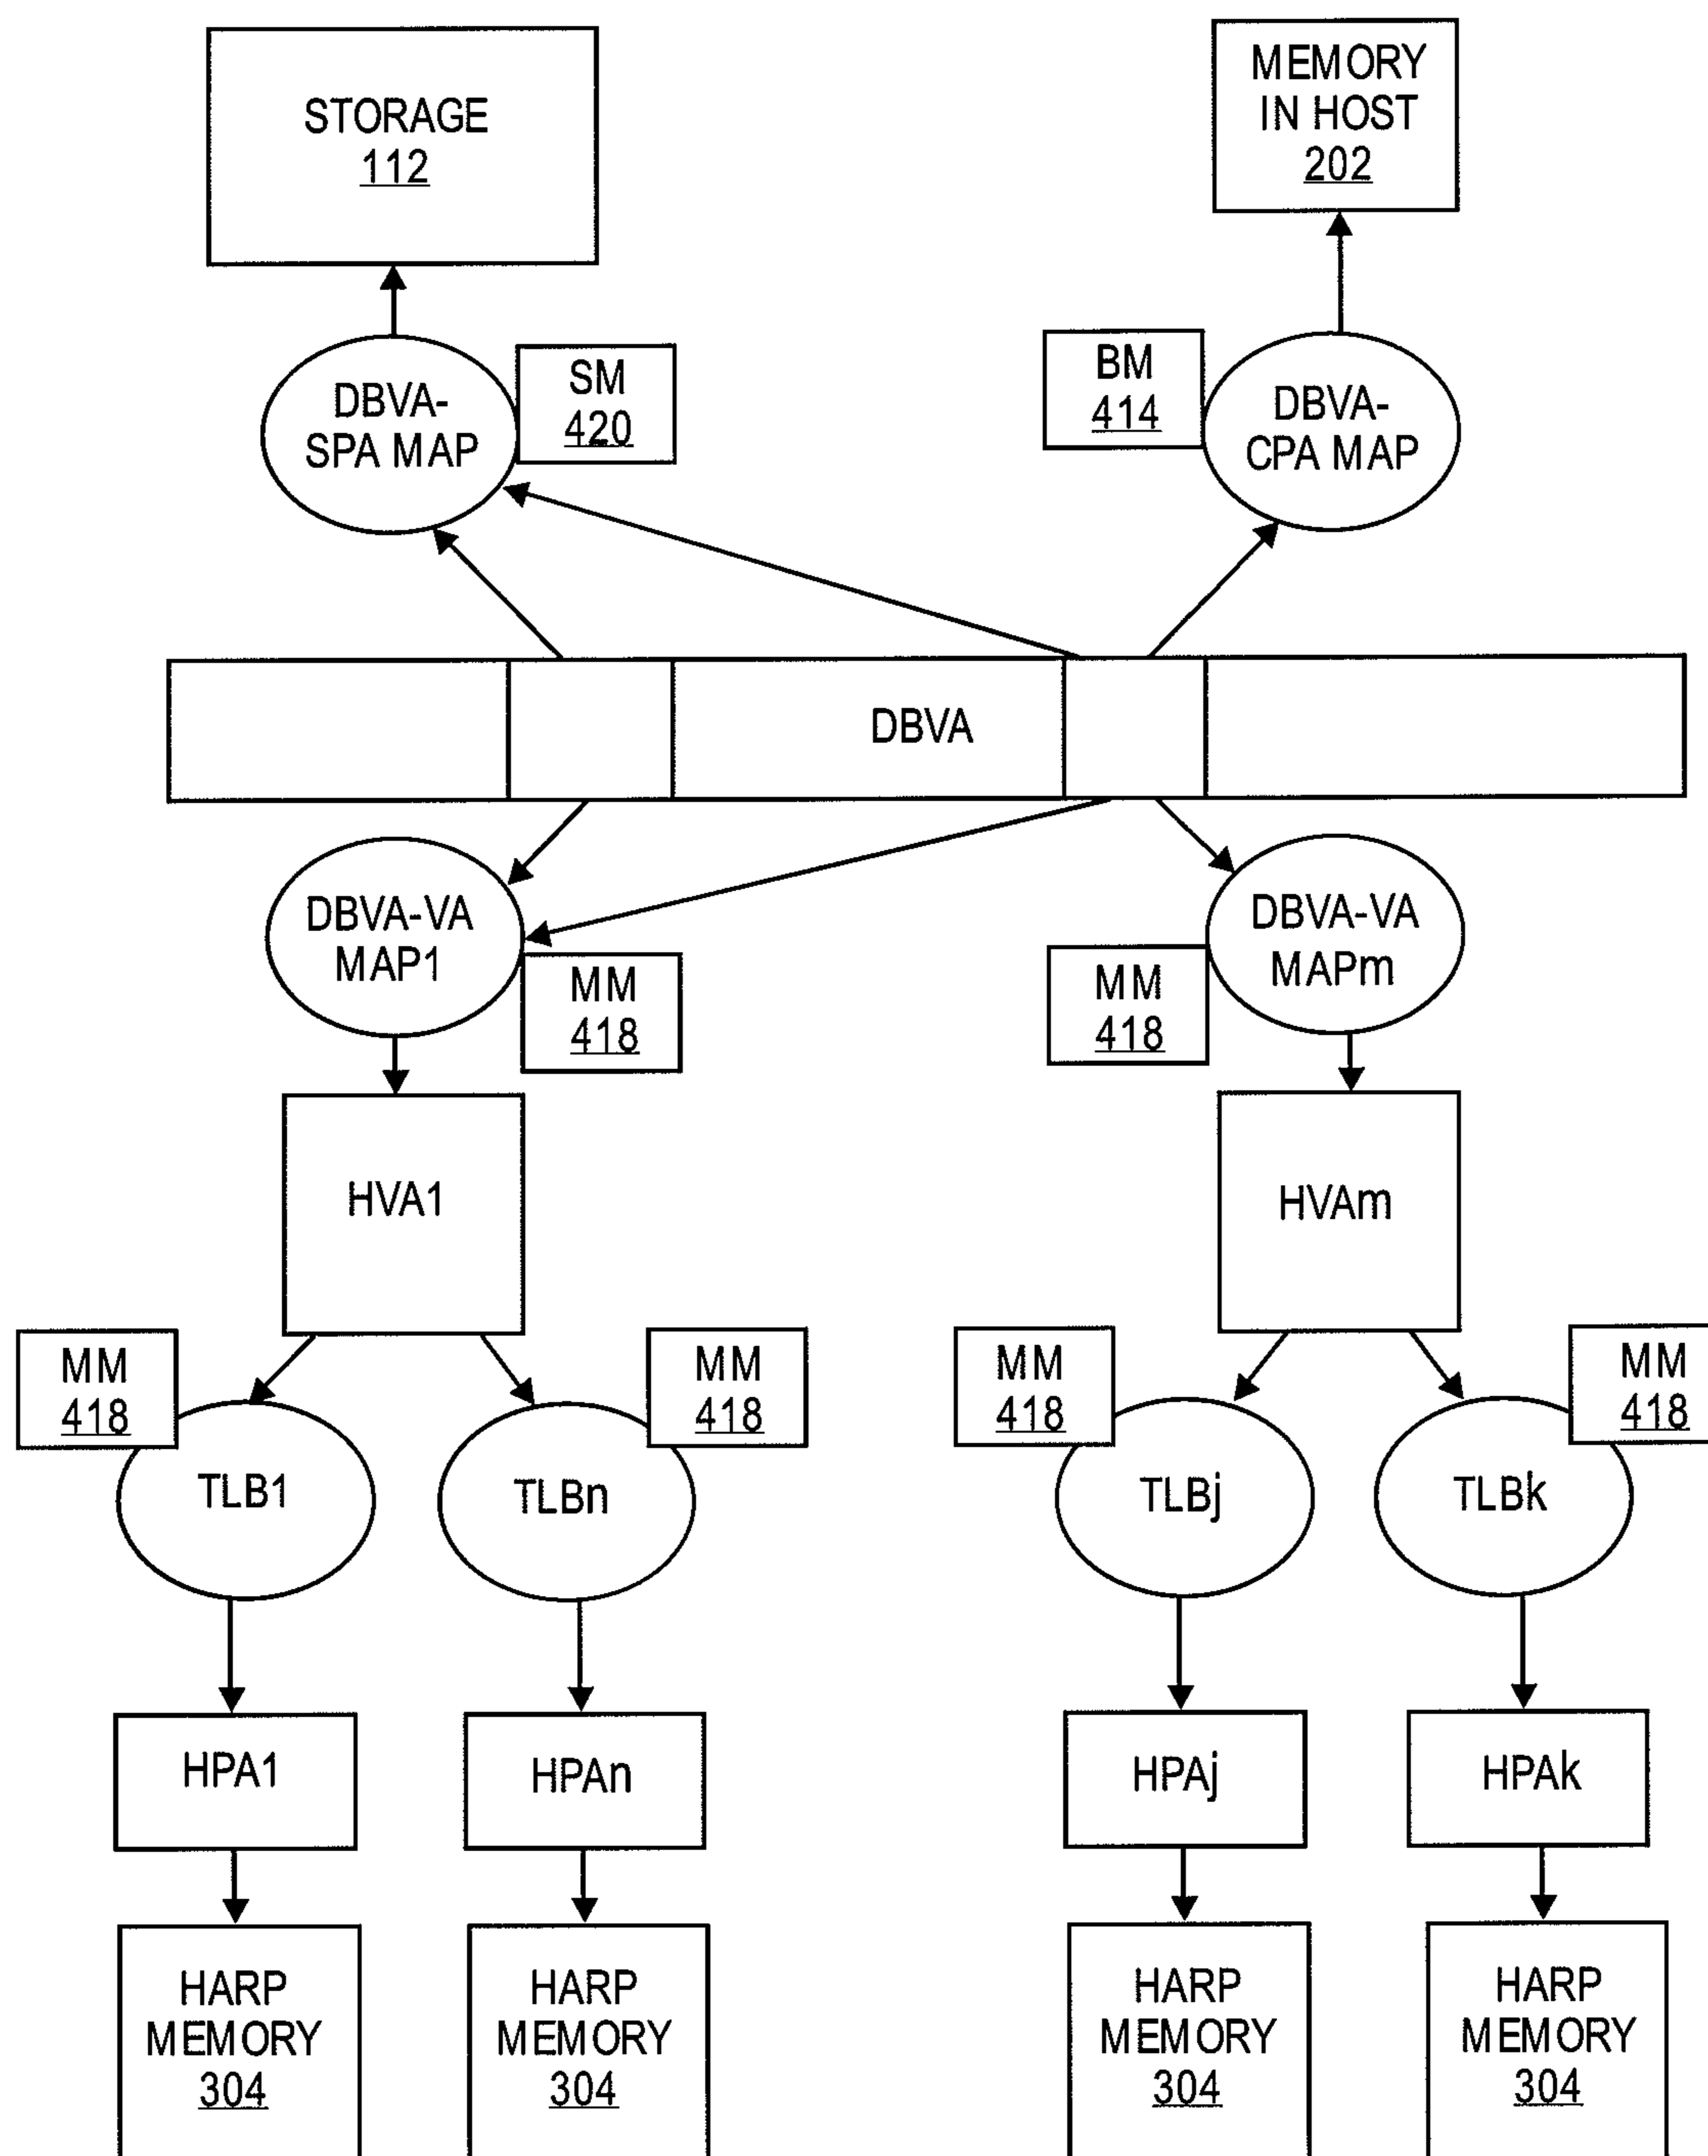 STORAGE
112
MEMORY
IN HOST
202
DBVA-
SPA MAP
SM
420
BM
414
DBVA-
CPA MAP
DBVA
DBVA-VA
MAP1
MM
418
MM
418
DBVA-VA
MAPm
HVA1
HVAm
MM
418
MM
418
MM
418
MM
418
TLB1
TLBn
TLBj
TLBk
HPA1
HPAn
HPAj
HPAk
HARP
MEMORY
304
HARP
MEMORY
304
HARP
MEMORY
304
HARP
MEMORY
304